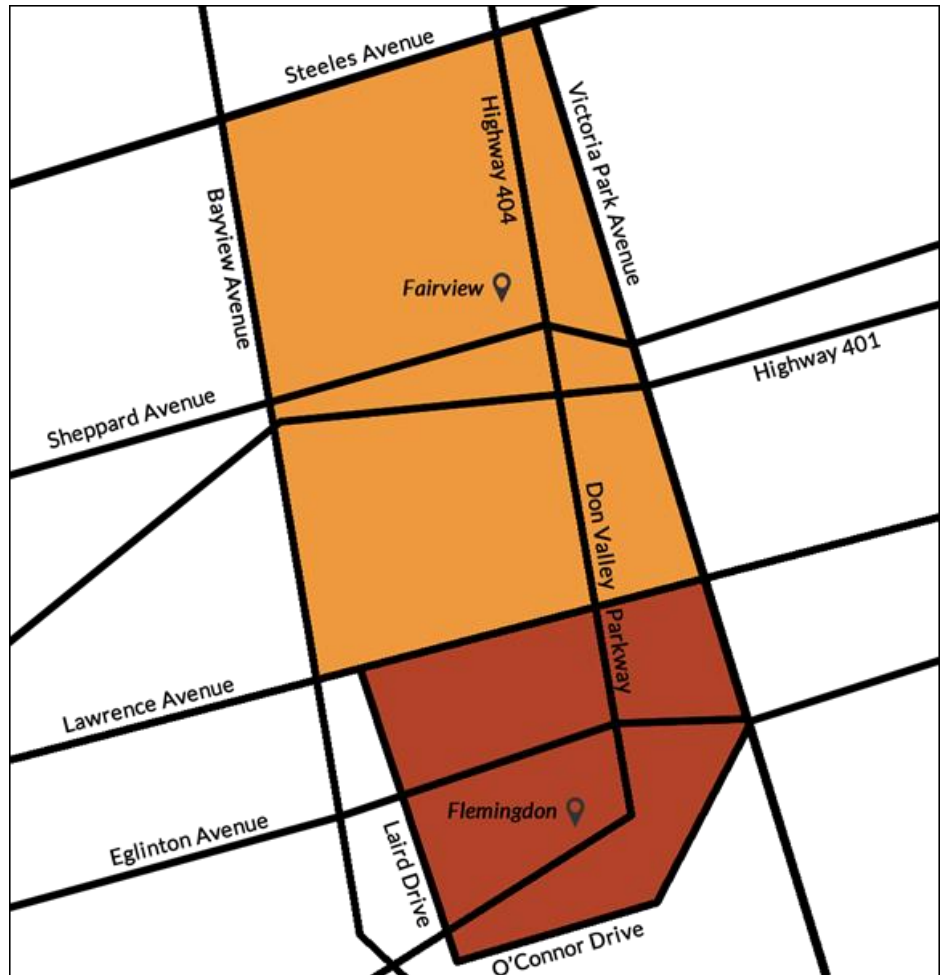 Steeles Avenue
Highway 404
Victoria Park Avenue
Bayview Avenue
Fairview
Highway 401
Sheppard Avenue
Don Valley Parkway
Lawrence Avenue
Flemingdon
Eglinton Avenue
Laird Drive
O'Connor Drive